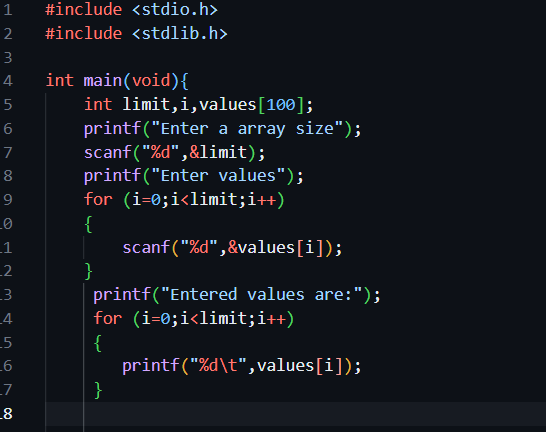 1 #include <stdio.h>
2 #include <stdlib.h>
3
4 int main(void){
5 int limit,i,values[100];
6 printf("Enter a array size");
7 scanf("%d",&limit);
8 printf("Enter values");
9 for (i=0;i<limit;i++)
10 {
11 scanf("%d",&values[i]);
12 }
13 printf("Entered values are:");
14 for (i=0;i<limit;i++)
15 {
16 printf("%d\t",values[i]);
17 }
18